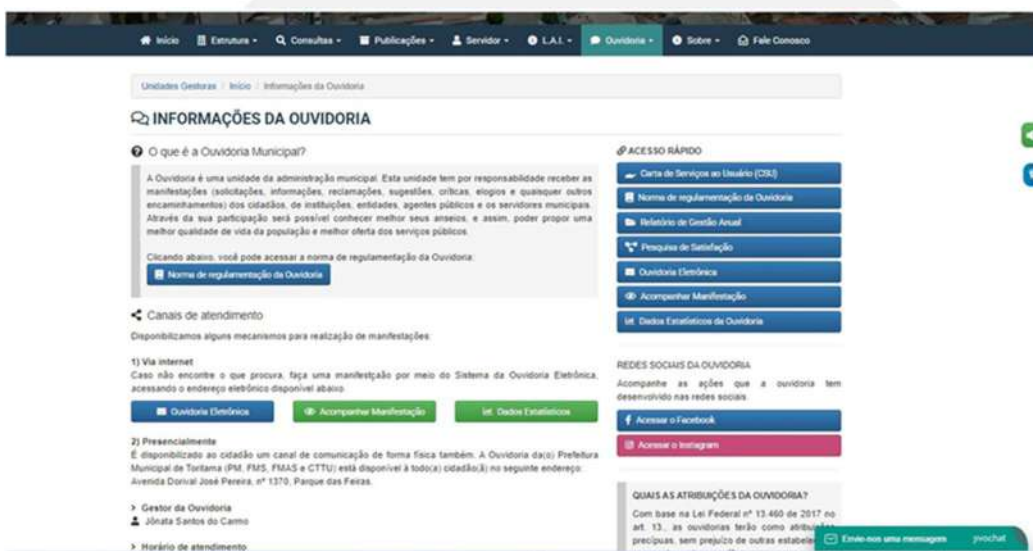 Início Estrutura Consultas Publicações Servidor L.A.I. Ouvidoria Sobre Fale Conosco
Unidades Gestoras / Início / Informações da Ouvidoria
INFORMAÇÕES DA OUVIDORIA
O que é a Ouvidoria Municipal?
A Ouvidoria é uma unidade da administração municipal. Esta unidade tem por responsabilidade receber as
manifestações (solicitações, informações, reclamações, sugestões, críticas, elogios e quaisquer outros
encaminhamentos) dos cidadãos, de instituições, entidades, agentes públicos e os servidores municipais.
Através da sua participação será possível conhecer melhor seus anseios, e assim, poder propor uma
melhor qualidade de vida da população e melhor oferta dos serviços públicos.
Clicando abaixo, você pode acessar a norma de regulamentação da Ouvidoria:
Norma de regulamentação da Ouvidoria
Canais de atendimento
Disponibilizamos alguns mecanismos para realização de manifestações:
1) Via internet
Caso não encontre o que procura, faça uma manifestção por meio do Sistema da Ouvidoria Eletrônica,
acessando o endereço eletrônico disponível abaixo.
Ouvidoria Eletrônica Acompanhar Manifestação Dados Estatísticos
2) Presencialmente
É disponibilizado ao cidadão um canal de comunicação de forma física também. A Ouvidoria da(o) Prefeitura
Municipal de Toritama (PM, FMS, FMAS e CTTU) está disponível à todo(a) cidadão(ã) no seguinte endereço:
Avenida Dorival José Pereira, nº 1370, Parque das Feiras.
> Gestor da Ouvidoria
Jônata Santos do Carmo
> Horário de atendimento
ACESSO RÁPIDO
Carta de Serviços ao Usuário (CSU)
Norma de regulamentação da Ouvidoria
Relatório de Gestão Anual
Pesquisa de Satisfação
Ouvidoria Eletrônica
Acompanhar Manifestação
Dados Estatísticos da Ouvidoria
REDES SOCIAIS DA OUVIDORIA
Acompanhe as ações que a ouvidoria tem
desenvolvido nas redes sociais.
Acessar o Facebook
Acessar o Instagram
QUAIS AS ATRIBUIÇÕES DA OUVIDORIA?
Com base na Lei Federal nº 13.460 de 2017 no
art. 13., as ouvidorias terão como atribuições
precípuas, sem prejuízo de outras
Envie-nos uma mensagem yvochat